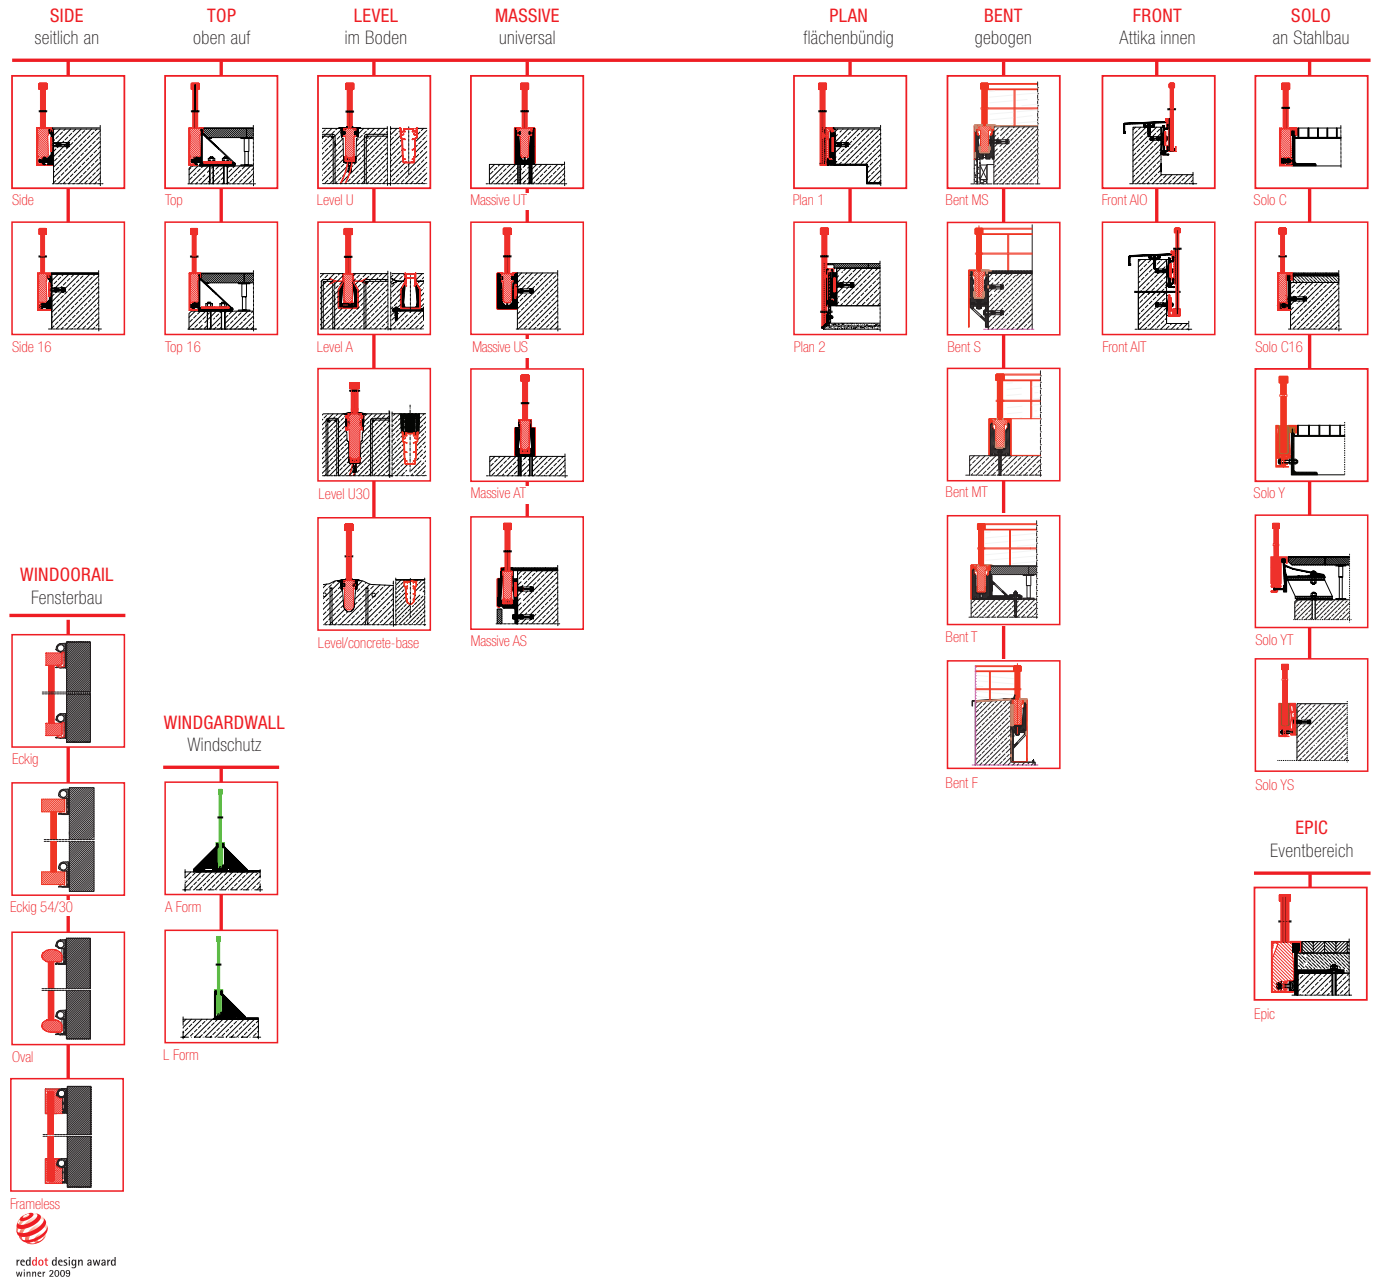 SIDE
seitlich an
TOP
oben auf
LEVEL
im Boden
MASSIVE
universal
PLAN
flächenbündig
BENT
gebogen
FRONT
Attika innen
SOLO
an Stahlbau
Side
Top
Level U
Massive UT
Plan 1
Bent MS
Front AIO
Solo C
Side 16
Top 16
Level A
Massive US
Plan 2
Bent S
Front AIT
Solo C16
Level U30
Massive AT
Bent MT
Solo Y
Level/concrete-base
Massive AS
Bent T
Solo YT
Bent F
Solo YS
WINDOORAIL
Fensterbau
Eckig
Eckig 54/30
Oval
Frameless
WINDGARDWALL
Windschutz
A Form
L Form
EPIC
Eventbereich
Epic
reddot design award
winner 2009